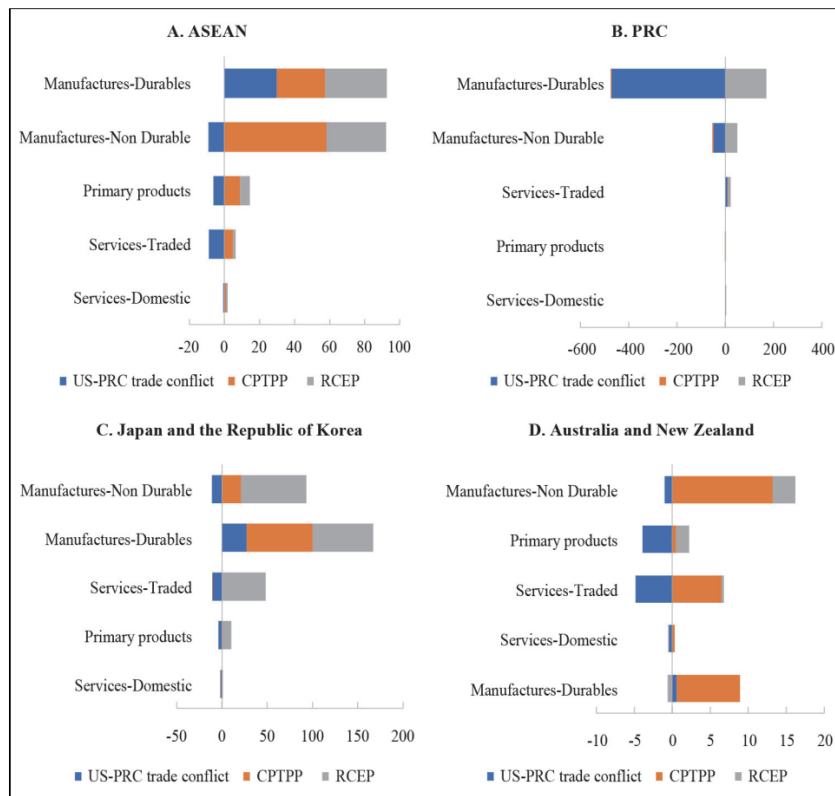 A. ASEAN
Manufactures-Durables
Manufactures-Non Durable
Primary products
Services-Traded
Services-Domestic
-20 0 20 40 60 80 100
US-PRC trade conflict CPTPP RCEP
B. PRC
Manufactures-Durables
Manufactures-Non Durable
Services-Traded
Primary products
Services-Domestic
-600 -400 -200 0 200 400
US-PRC trade conflict CPTPP RCEP
C. Japan and the Republic of Korea
Manufactures-Non Durable
Manufactures-Durables
Services-Traded
Primary products
Services-Domestic
-50 0 50 100 150 200
US-PRC trade conflict CPTPP RCEP
D. Australia and New Zealand
Manufactures-Non Durable
Primary products
Services-Traded
Services-Domestic
Manufactures-Durables
-10 -5 0 5 10 15 20
US-PRC trade conflict CPTPP RCEP